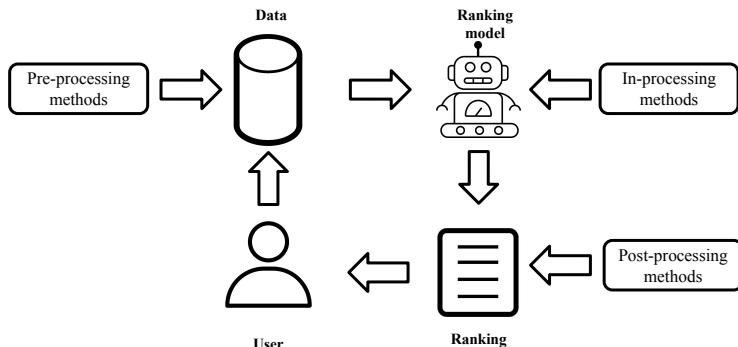 Data
Ranking
model
Pre-processing
methods
In-processing
methods
Post-processing
methods
User
Ranking